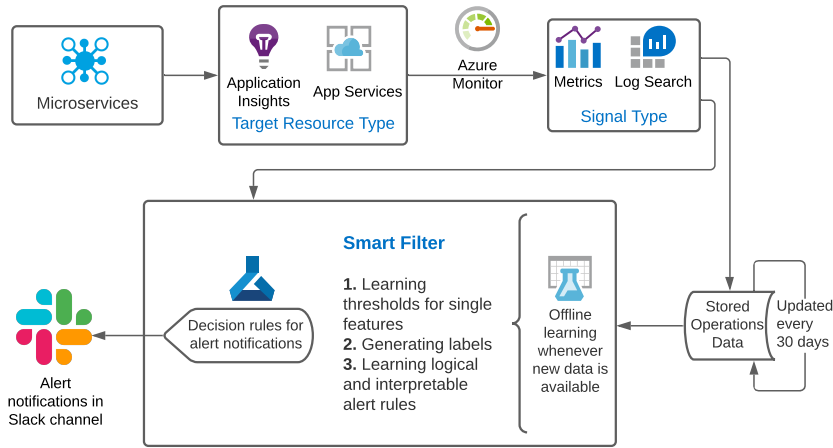 Microservices
Application
Insights
App Services
Target Resource Type
Azure
Monitor
Metrics
Log Search
Signal Type
Smart Filter
1. Learning
thresholds for single
features
2. Generating labels
3. Learning logical
and interpretable
alert rules
Decision rules for
alert notifications
Offline
learning
whenever
new data is
available
Stored
Operations
Data
Updated
every
30 days
Alert
notifications in
Slack channel